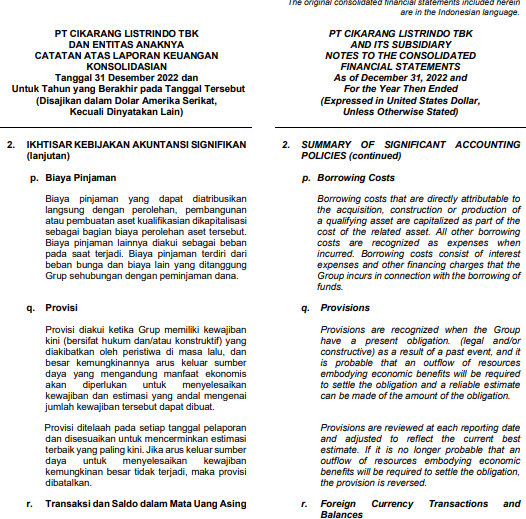 The original consolidated financial statements included herein
are in the Indonesian language.
PT CIKARANG LISTRINDO TBK
DAN ENTITAS ANAKNYA
CATATAN ATAS LAPORAN KEUANGAN
KONSOLIDASIAN
Tanggal 31 Desember 2022 dan
Untuk Tahun yang Berakhir pada Tanggal Tersebut
(Disajikan dalam Dolar Amerika Serikat,
Kecuali Dinyatakan Lain)
PT CIKARANG LISTRINDO TBK
AND ITS SUBSIDIARY
NOTES TO THE CONSOLIDATED
FINANCIAL STATEMENTS
As of December 31, 2022 and
For the Year Then Ended
(Expressed in United States Dollar,
Unless Otherwise Stated)
2. IKHTISAR KEBIJAKAN AKUNTANSI SIGNIFIKAN
(lanjutan)
p. Biaya Pinjaman
Biaya pinjaman yang dapat diatribusikan
langsung dengan perolehan, pembangunan
atau pembuatan aset kualifikasian dikapitalisasi
sebagai bagian biaya perolehan aset tersebut.
Biaya pinjaman lainnya diakui sebagai beban
pada saat terjadi. Biaya pinjaman terdiri dari
beban bunga dan biaya lain yang ditanggung
Grup sehubungan dengan peminjaman dana.
q. Provisi
Provisi diakui ketika Grup memiliki kewajiban
kini (bersifat hukum dan/atau konstruktif) yang
diakibatkan oleh peristiwa di masa lalu, dan
besar kemungkinannya arus keluar sumber
daya yang mengandung manfaat ekonomis
akan diperlukan untuk menyelesaikan
kewajiban dan estimasi yang andal mengenai
jumlah kewajiban tersebut dapat dibuat.
Provisi ditelaah pada setiap tanggal pelaporan
dan disesuaikan untuk mencerminkan estimasi
terbaik yang paling kini. Jika arus keluar sumber
daya untuk menyelesaikan kewajiban
kemungkinan besar tidak terjadi, maka provisi
dibatalkan.
r. Transaksi dan Saldo dalam Mata Uang Asing
2. SUMMARY OF SIGNIFICANT ACCOUNTING
POLICIES (continued)
p. Borrowing Costs
Borrowing costs that are directly attributable to
the acquisition, construction or production of
a qualifying asset are capitalized as part of the
cost of the related asset. All other borrowing
costs are recognized as expenses when
incurred. Borrowing costs consist of interest
expenses and other financing charges that the
Group incurs in connection with the borrowing of
funds.
q. Provisions
Provisions are recognized when the Group
have a present obligation. (legal and/or
constructive) as a result of a past event, and it
is probable that an outflow of resources
embodying economic benefits will be required
to settle the obligation and a reliable estimate
can be made of the amount of the obligation.
Provisions are reviewed at each reporting date
and adjusted to reflect the current best
estimate. If it is no longer probable that an
outflow of resources embodying economic
benefits will be required to settle the obligation,
the provision is reversed.
r. Foreign Currency Transactions and
Balances